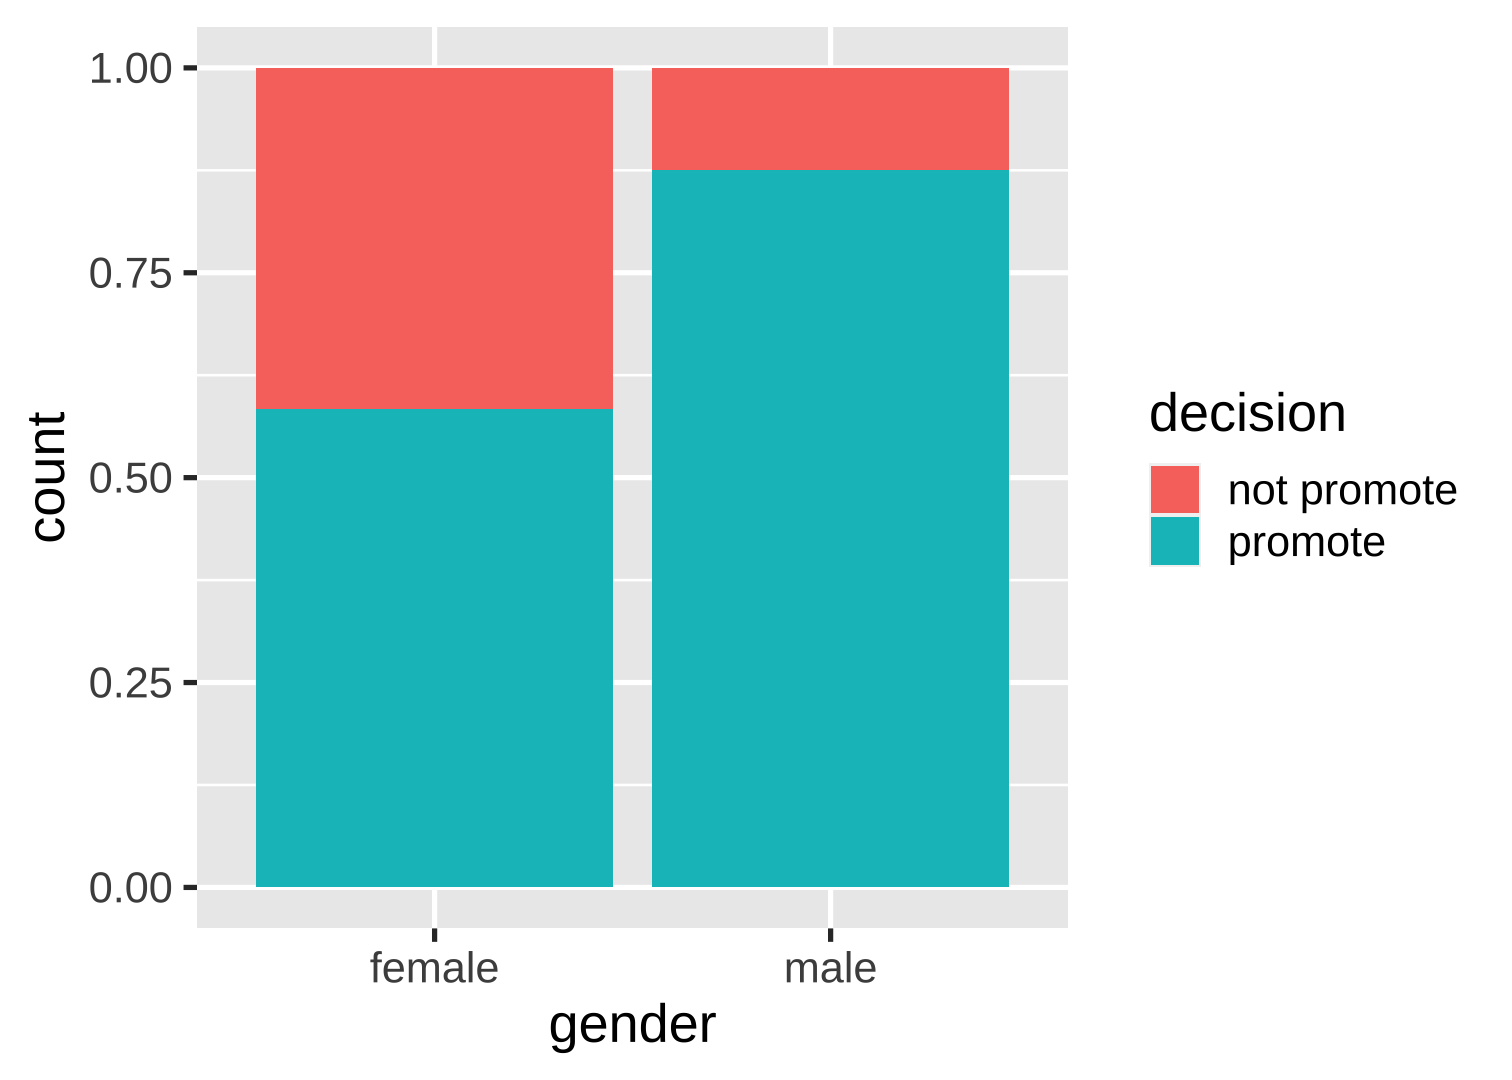 1.00
0.75
0.50
0.25
0.00
count
female
male
gender
decision
not promote
promote